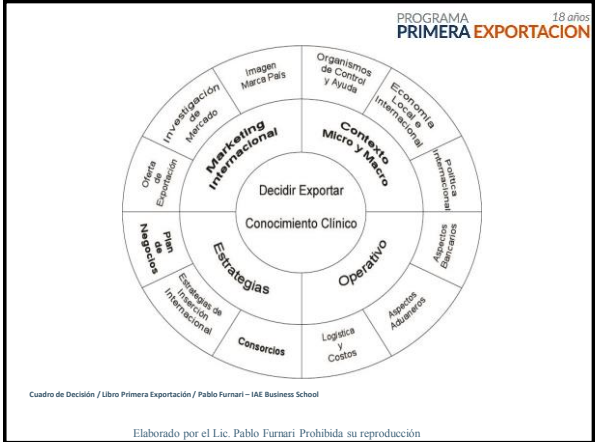 PROGRAMA
18 años
PRIMERA EXPORTACION
Organismos
de Control
y Ayuda
Economía
Local e
Internacional
Política
Internacional
Aspectos
Bancarios
Aspectos
Aduaneros
Logística
y
Costos
Consorcios
Estrategias de
Inserción
Internacional
Plan
de
Negocios
Oferta
de
Exportación
Investigación
de
Mercado
Imagen
Marca País
Marketing
Internacional
Contexto
Micro y Macro
Operativo
Estrategias
Decidir Exportar
Conocimiento Clínico
Cuadro de Decisión / Libro Primera Exportación / Pablo Furnari – IAE Business School
Elaborado por el Lic. Pablo Furnari Prohibida su reproducción